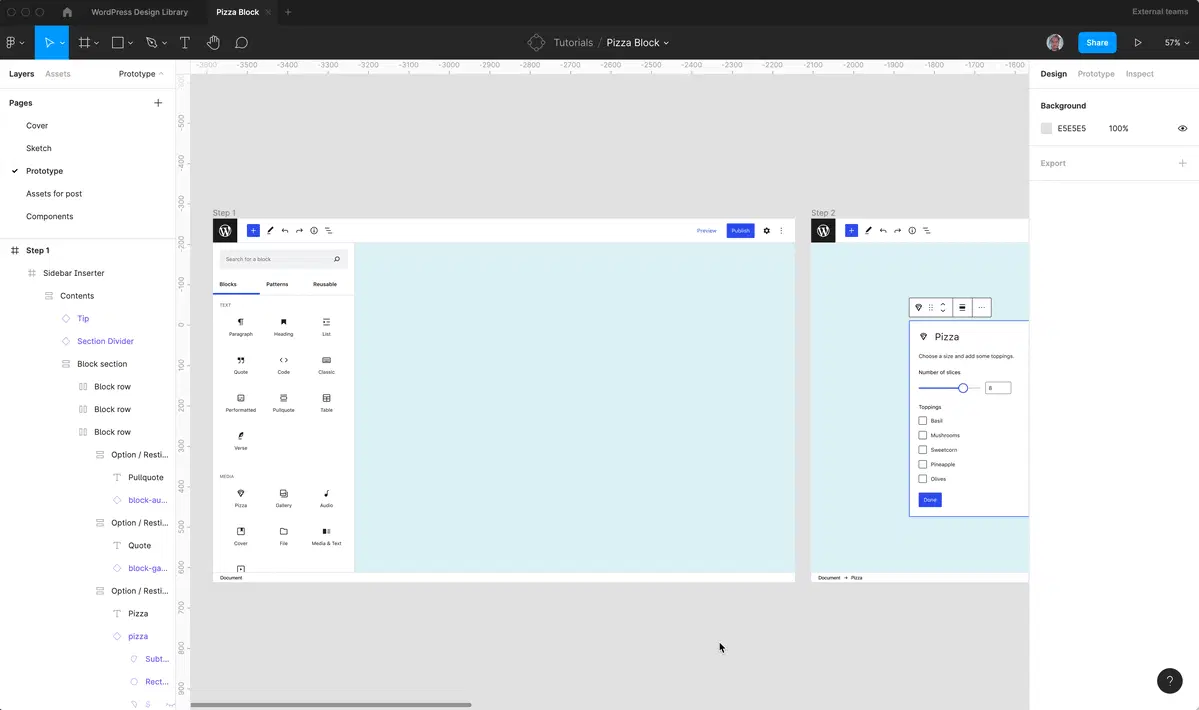 WordPress Design Library
Pizza Block
External teams
Tutorials / Pizza Block
Share
57%
Layers
Assets
Prototype
Pages
Cover
Sketch
Prototype
Assets for post
Components
Step 1
Sidebar Inserter
Contents
Tip
Section Divider
Block section
Block row
Block row
Block row
Option / Resti...
Pullquote
block-au...
Option / Resti...
Quote
block-ga...
Option / Resti...
Pizza
pizza
Subt...
Rect...
-3600 -3500 -3400 -3300 -3200 -3100 -3000 -2900 -2800 -2700 -2600 -2500 -2400 -2300 -2200 -2100 -2000 -1900 -1800 -1700 -1600
-500
-400
-300
-200
-100
0
100
200
300
400
500
600
700
800
900
Step 1
Preview
Publish
Search for a block
Blocks
Patterns
Reusable
TEXT
Paragraph
Heading
List
Quote
Code
Classic
Performatted
Pullquote
Table
Verse
MEDIA
Pizza
Gallery
Audio
Cover
File
Media & Text
Document
Step 2
Pizza
Choose a size and add some toppings.
Number of slices
8
Toppings
Basil
Mushrooms
Sweetcorn
Pineapple
Olives
Done
Document → Pizza
Design
Prototype
Inspect
Background
E5E5E5
100%
Export
?